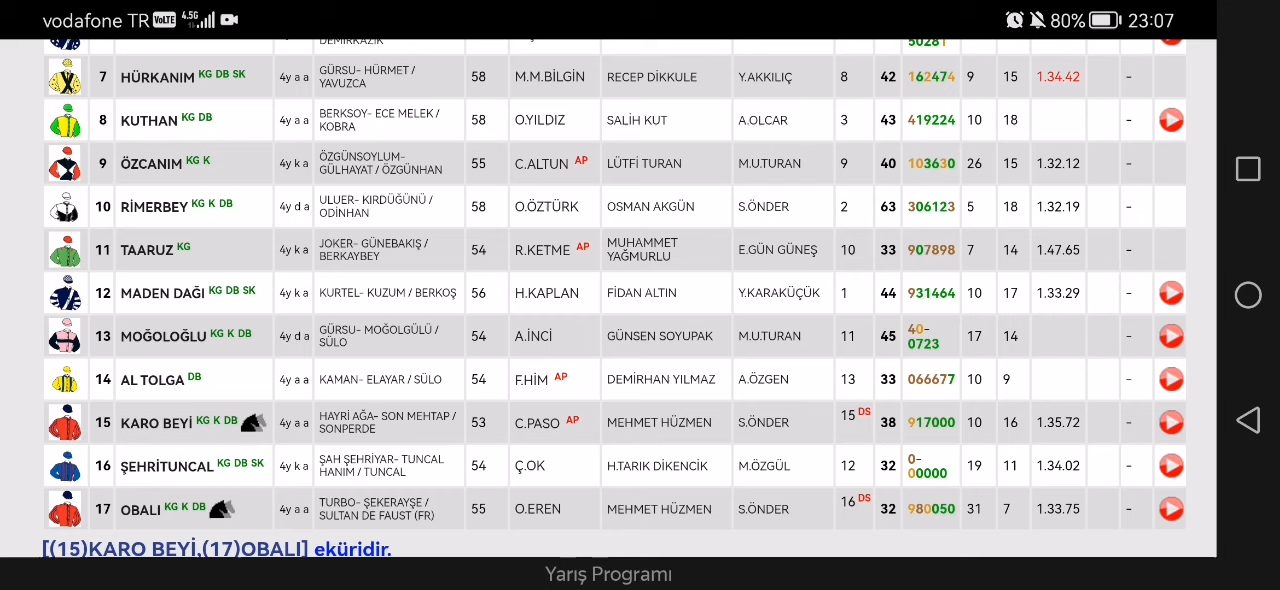 vodafone TR VoLTE 4.5G 80% 23:07
DEMİRKAZIK 50281
7 HÜRKANIM KG DB SK 4y a a GÜRSU- HÜRMET / YAVUZCA 58 M.M.BİLGİN RECEP DİKKULE Y.AKKILIÇ 8 42 162474 9 15 1.34.42 -
8 KUTHAN KG DB 4y a a BERKSOY- ECE MELEK / KOBRA 58 O.YILDIZ SALİH KUT A.OLCAR 3 43 419224 10 18 -
9 ÖZCANIM KG K 4y k a ÖZGÜNSOYLUM- GÜLHAYAT / ÖZGÜNHAN 55 C.ALTUN AP LÜTFİ TURAN M.U.TURAN 9 40 103630 26 15 1.32.12 -
10 RİMERBEY KG K DB 4y d a ULUER- KIRDÜĞÜNÜ / ODİNHAN 58 O.ÖZTÜRK OSMAN AKGÜN S.ÖNDER 2 63 306123 5 18 1.32.19 -
11 TAARUZ KG 4y k a JOKER- GÜNEBAKIŞ / BERKAYBEY 54 R.KETME AP MUHAMMET YAĞMURLU E.GÜN GÜNEŞ 10 33 907898 7 14 1.47.65 -
12 MADEN DAĞI KG DB SK 4y k a KURTEL- KUZUM / BERKOŞ 56 H.KAPLAN FİDAN ALTIN Y.KARAKÜÇÜK 1 44 931464 10 17 1.33.29 -
13 MOĞOLOĞLU KG K DB 4y d a GÜRSU- MOĞOLGÜLÜ / SÜLO 54 A.İNCİ GÜNSEN SOYUPAK M.U.TURAN 11 45 40-0723 17 14 -
14 AL TOLGA DB 4y a a KAMAN- ELAYAR / SÜLO 54 F.HİM AP DEMİRHAN YILMAZ A.ÖZGEN 13 33 066677 10 9 -
15 KARO BEYİ KG K DB 4y a a HAYRİ AĞA- SON MEHTAP / SONPERDE 53 C.PASO AP MEHMET HÜZMEN S.ÖNDER 15 DS 38 917000 10 16 1.35.72 -
16 ŞEHRİTUNCAL KG DB SK 4y k a ŞAH ŞEHRİYAR- TUNCAL HANIM / TUNCAL 54 Ç.OK H.TARIK DİKENCİK M.ÖZGÜL 12 32 0-00000 19 11 1.34.02 -
17 OBALI KG K DB 4y a a TURBO- ŞEKERAYŞE / SULTAN DE FAUST (FR) 55 O.EREN MEHMET HÜZMEN S.ÖNDER 16 DS 32 980050 31 7 1.33.75 -
[(15)KARO BEYİ,(17)OBALI] eküridir.
Yarış Programı